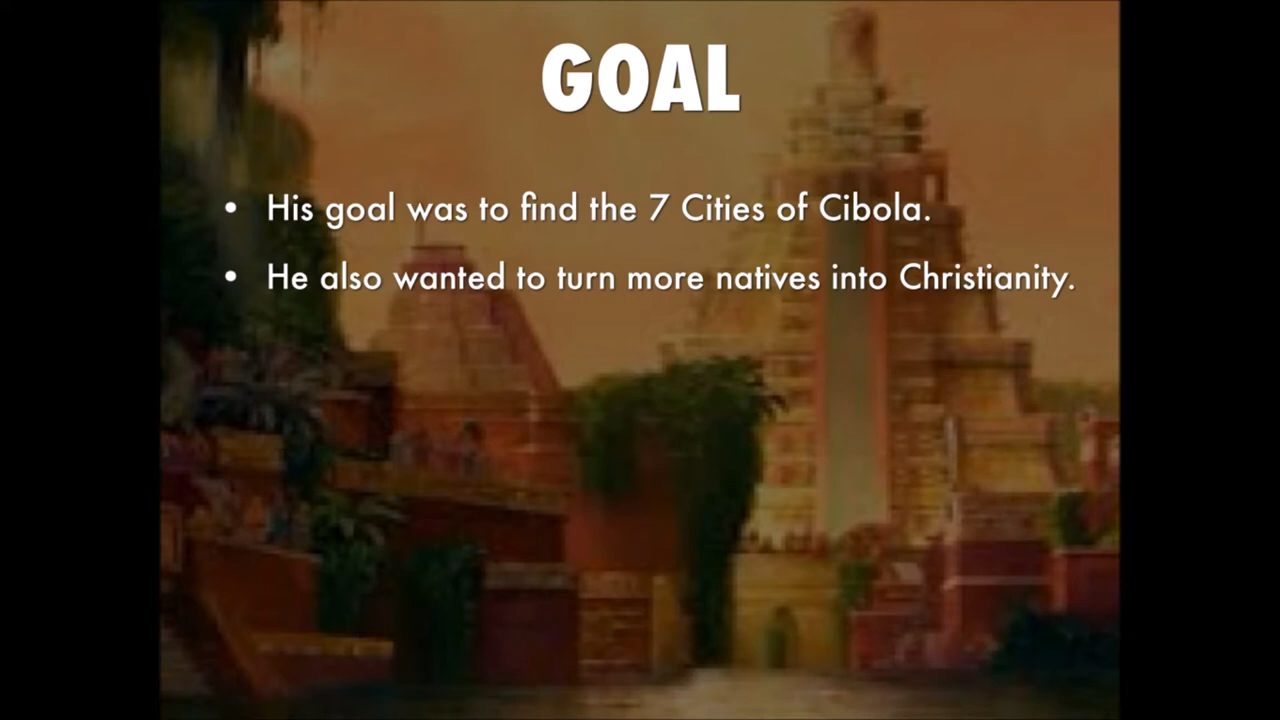 GOAL
• His goal was to find the 7 Cities of Cibola.
• He also wanted to turn more natives into Christianity.